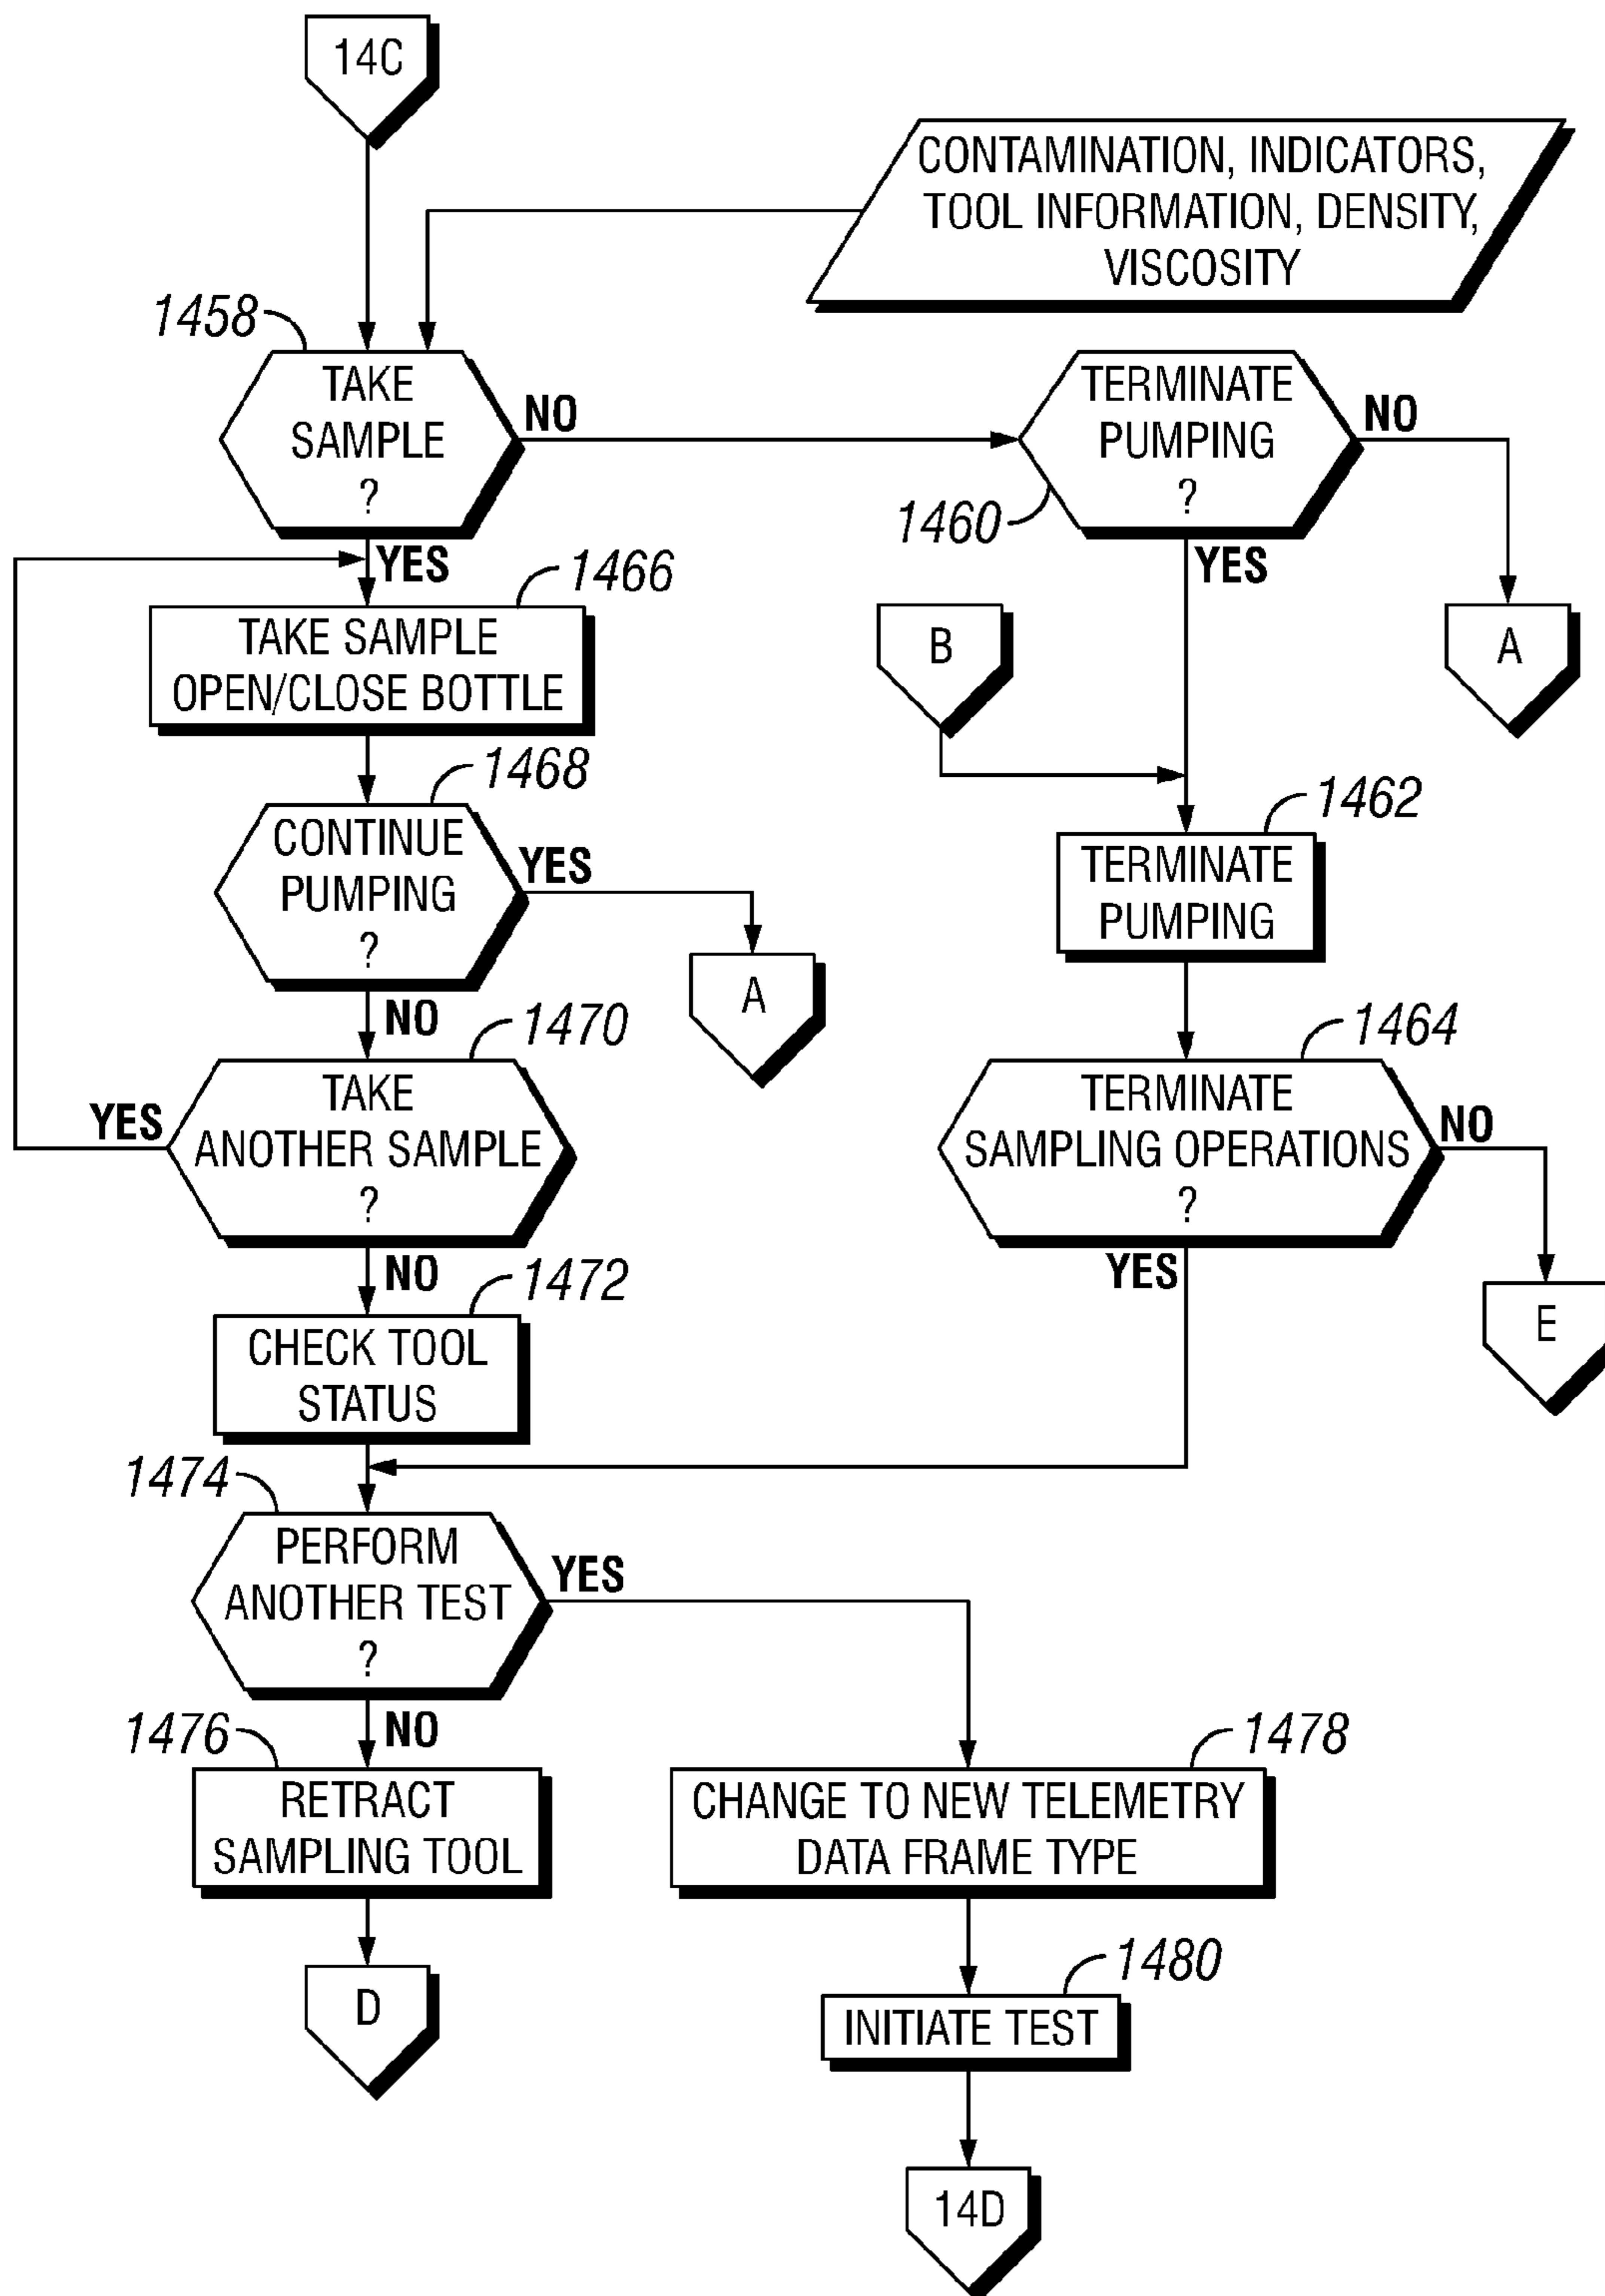 14C
CONTAMINATION, INDICATORS,
TOOL INFORMATION, DENSITY,
VISCOSITY
1458
TAKE
SAMPLE
?
NO
YES
TERMINATE
PUMPING
?
1460
NO
YES
A
B
1466
TAKE SAMPLE
OPEN/CLOSE BOTTLE
1468
CONTINUE
PUMPING
?
YES
A
NO
1462
TERMINATE
PUMPING
1470
TAKE
ANOTHER SAMPLE
?
YES
NO
1464
TERMINATE
SAMPLING OPERATIONS
?
NO
YES
E
1472
CHECK TOOL
STATUS
1474
PERFORM
ANOTHER TEST
?
YES
NO
1476
RETRACT
SAMPLING TOOL
D
1478
CHANGE TO NEW TELEMETRY
DATA FRAME TYPE
1480
INITIATE TEST
14D